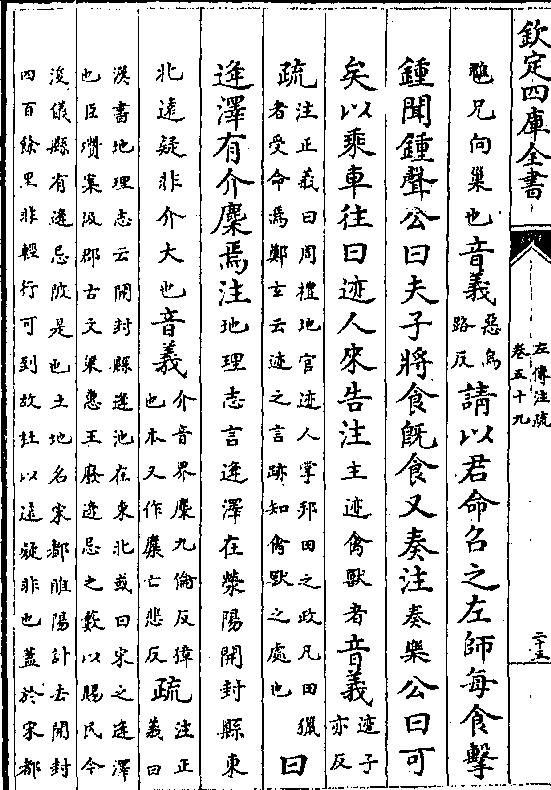 欽定四庫全書
左傳注疏
卷五十九
二十五
魋兄向巢也音義惡烏路反請以君命召之左師每食擊
鍾聞鍾聲公曰夫子將食既食又奏注奏樂公曰可
矣以乘車往曰迹人來告注主迹禽獸者音義迹子亦反
疏注正義曰周禮地官迹人掌邦田之政凡田獵
者受命焉鄭玄云迹之言跡知禽獸之處也曰
逢澤有介麋焉注地理志言逢澤在滎陽開封縣東
北遠疑非介大也音義介音界麋九倫反獐
也本又作麋亡悲反疏注正義曰
漢書地理志云開封縣逢池在東北或曰宋之逢澤
也臣瓚案汲郡古文梁惠王廢逢忌之藪以賜民今
浚儀縣有逢忌陂是也土地名宋都睢陽計去開封
四百餘里非輕行可到故杜以遠疑非也蓋於宋都